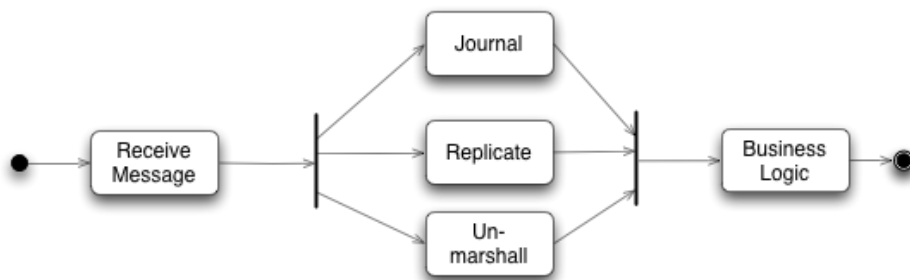 Receive
Message
Journal
Replicate
Un-
marshall
Business
Logic